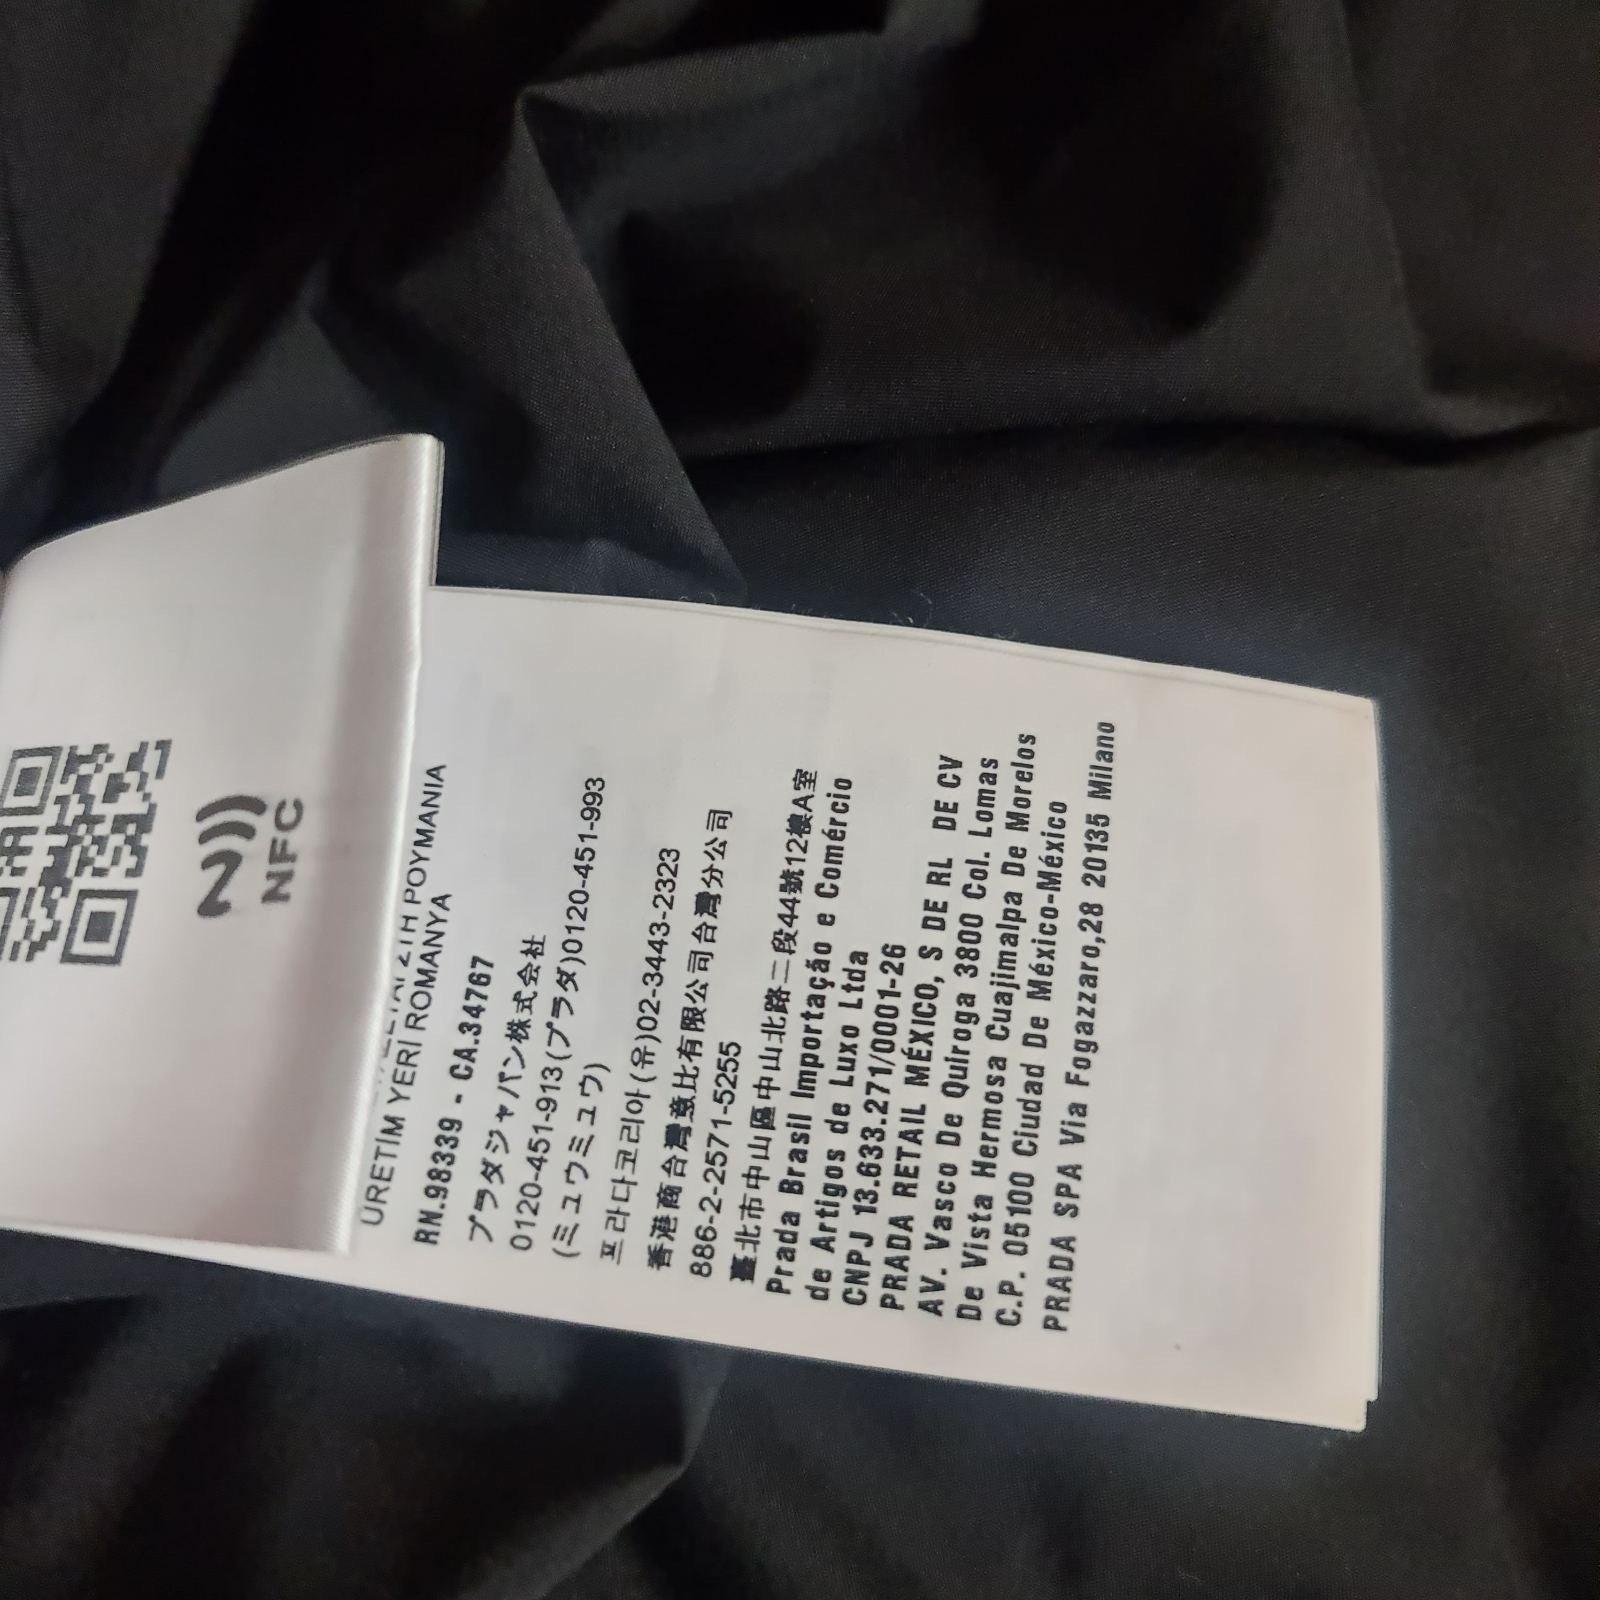 NFC
POYMANIA
ÜRETİM YERİ ROMANYA
RN.98339 - CA.34767
プラダジャパン株式会社
0120-451-913(プラダ)0120-451-993
(ミュウミュウ)
프라다코리아(유)02-3443-2323
香港商台灣意比有限公司台灣分公司
886-2-2571-5255
臺北市中山區中山北路二段44號12樓A室
Prada Brasil Importação e Comércio
de Artigos de Luxo Ltda
CNPJ 13.633.271/0001-26
PRADA RETAIL MÉXICO, S DE RL DE CV
AV. Vasco De Quiroga 3800 Col. Lomas
De Vista Hermosa Cuajimalpa De Morelos
C.P. 05100 Ciudad De México-México
PRADA SPA Via Fogazzaro,28 20135 Milano